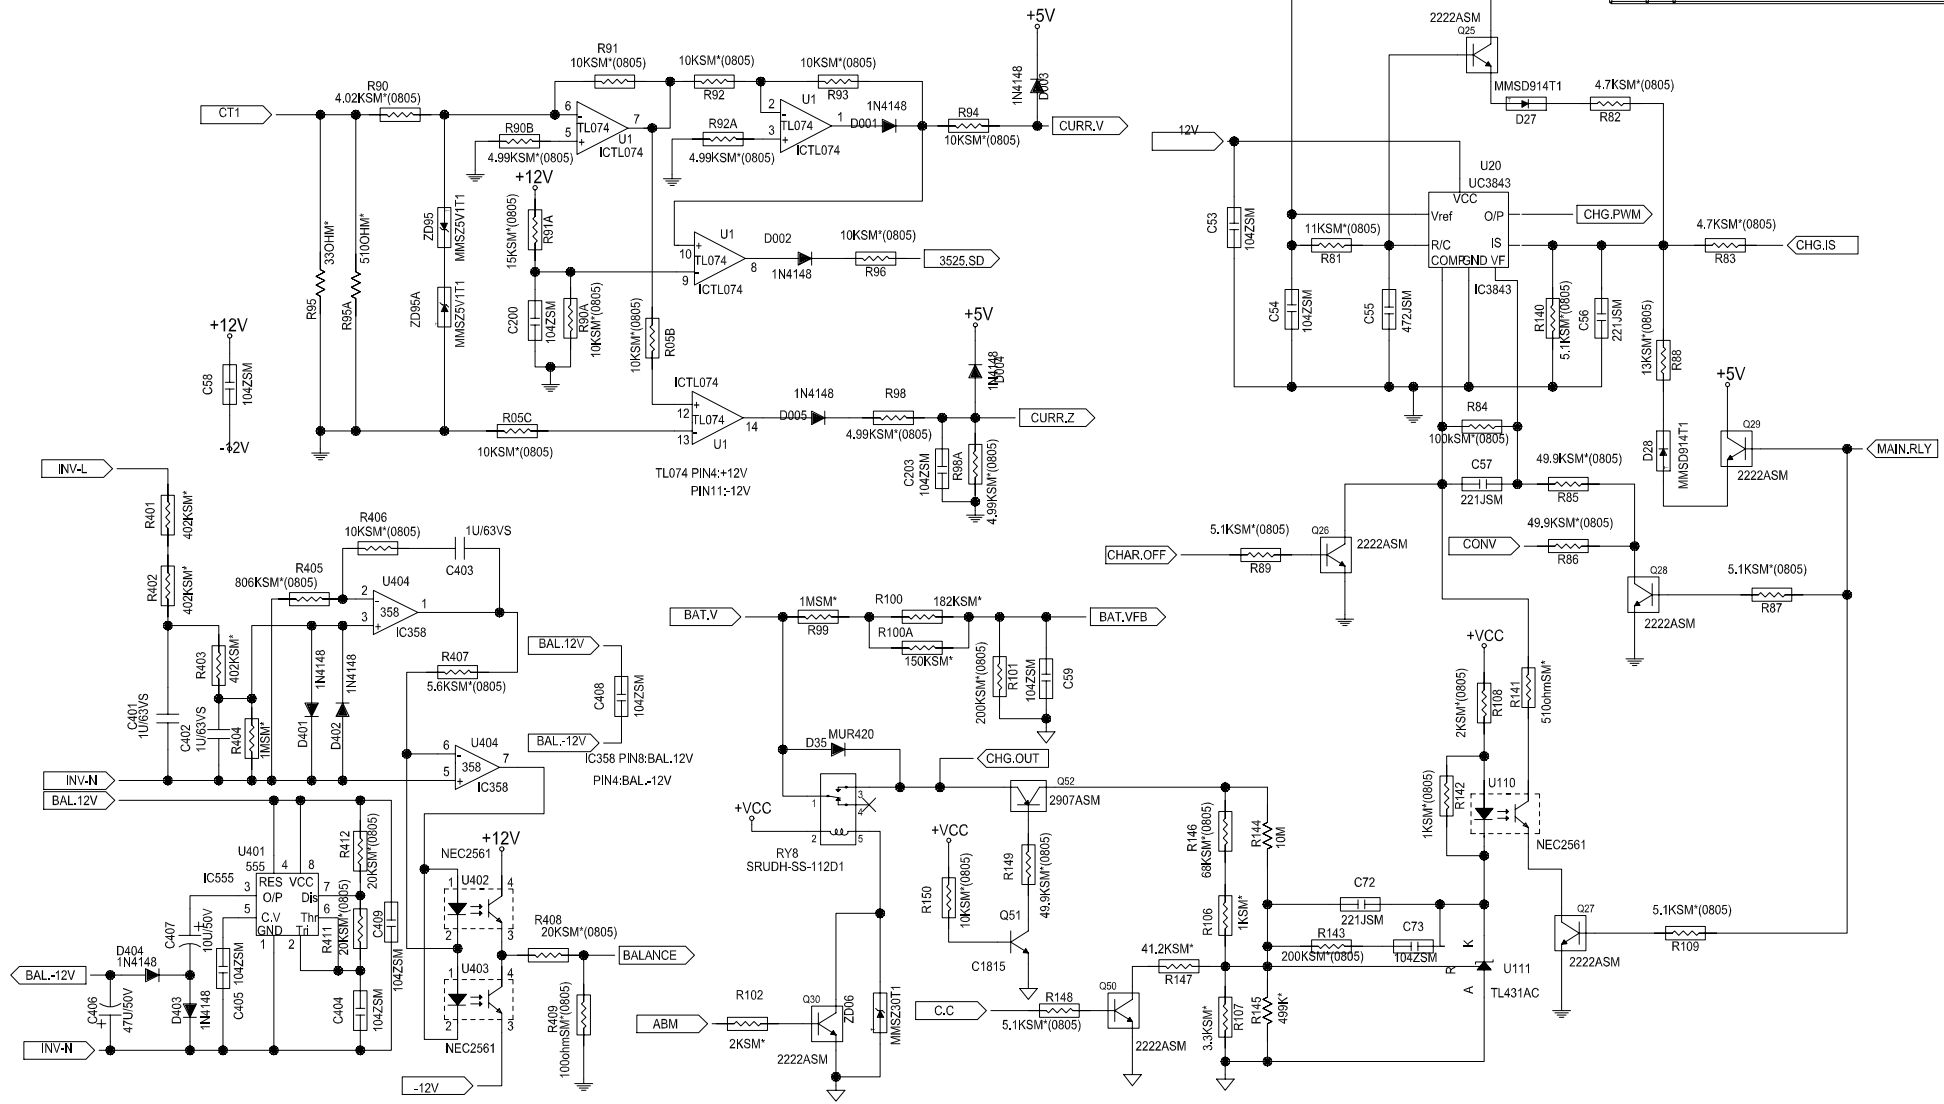 CT1
R90
4.02KSM*(0805)
R91
10KSM*(0805)
10KSM*(0805)
R92
10KSM*(0805)
R93
+5V
1N4148
D003
R90B
4.99KSM*(0805)
6
5
7
TL074
U1
ICTL074
R92A
4.99KSM*(0805)
U1
2
3
1
TL074
ICTL074
1N4148
D001
R94
10KSM*(0805)
CURR.V
+12V
15KSM*(0805)
R91A
ZD95
MMSZ5V1T1
ZD95A
MMSZ5V1T1
R95
33OHM*
R95A
510OHM*
U1
10
9
8
TL074
ICTL074
D002
1N4148
10KSM*(0805)
R96
3525.SD
C200
104ZSM
R90A
10KSM*(0805)
10KSM*(0805)
R05B
+12V
C58
104ZSM
-12V
R05C
10KSM*(0805)
ICTL074
12
13
14
TL074
U1
1N4148
D005
R98
4.99KSM*(0805)
+5V
1N4148
D004
CURR.Z
C203
104ZSM
R98A
4.99KSM*(0805)
TL074 PIN4:+12V
PIN11:-12V
INV-L
R401
402KSM*
R402
402KSM*
R403
402KSM*
R406
10KSM*(0805)
1U/63VS
C403
R405
806KSM*(0805)
U404
2
3
1
358
IC358
C401
1U/63VS
C402
1U/63VS
R404
1MSM*
D401
1N4148
D402
1N4148
R407
5.6KSM*(0805)
BAL.12V
C408
104ZSM
BAL.-12V
IC358 PIN8:BAL.12V
PIN4:BAL.-12V
U404
6
5
7
358
IC358
INV-N
BAL.12V
U401
555
IC555
4
8
3
5
7
6
1
2
RES VCC
O/P Dis
C.V Thr
GND Tri
R412
20KSM*(0805)
R411
20KSM*(0805)
C409
104ZSM
C404
104ZSM
C407
10U/50V
C405
104ZSM
D404
1N4148
D403
1N4148
BAL.-12V
C406
47U/50V
INV-N
NEC2561
U402
1
2
4
3
+12V
U403
1
2
4
3
NEC2561
-12V
R408
20KSM*(0805)
BALANCE
R409
100ohmSM*(0805)
BAT.V
1MSM*
R99
R100
182KSM*
R100A
150KSM*
BAT.VFB
200KSM*(0805)
R101
104ZSM
C59
D35
MUR420
CHG.OUT
+VCC
1
2
3
4
5
RY8
SRUDH-SS-112D1
+VCC
R150
10KSM*(0805)
R149
49.9KSM*(0805)
Q51
C1815
Q52
2907ASM
ABM
R102
2KSM*
Q30
2222ASM
ZD06
MMSZ30T1
C.C
R148
5.1KSM*(0805)
Q50
2222ASM
41.2KSM*
R147
R146
68KSM*(0805)
R144
10M
R106
1KSM*
R107
3.3KSM*
R145
499K*
C72
221JSM
R143
200KSM*(0805)
C73
104ZSM
R
K
A
U111
TL431AC
+VCC
2KSM*(0805)
R108
1KSM*(0805)
R142
U110
NEC2561
R141
510ohmSM*
Q27
2222ASM
5.1KSM*(0805)
R109
2222ASM
Q25
MMSD914T1
D27
4.7KSM*(0805)
R82
12V
C53
104ZSM
U20
UC3843
VCC
Vref
O/P
R/C
IS
COMP
GND
VF
IC3843
CHG.PWM
11KSM*(0805)
R81
C54
104ZSM
C55
472JSM
R140
5.1KSM*(0805)
C56
221JSM
4.7KSM*(0805)
R83
CHG.IS
13KSM*(0805)
R88
D28
MMSD914T1
+5V
Q29
2222ASM
MAIN.RLY
R84
100kSM*(0805)
C57
221JSM
49.9KSM*(0805)
R85
CONV
49.9KSM*(0805)
R86
CHAR.OFF
5.1KSM*(0805)
R89
Q26
2222ASM
Q28
2222ASM
5.1KSM*(0805)
R87